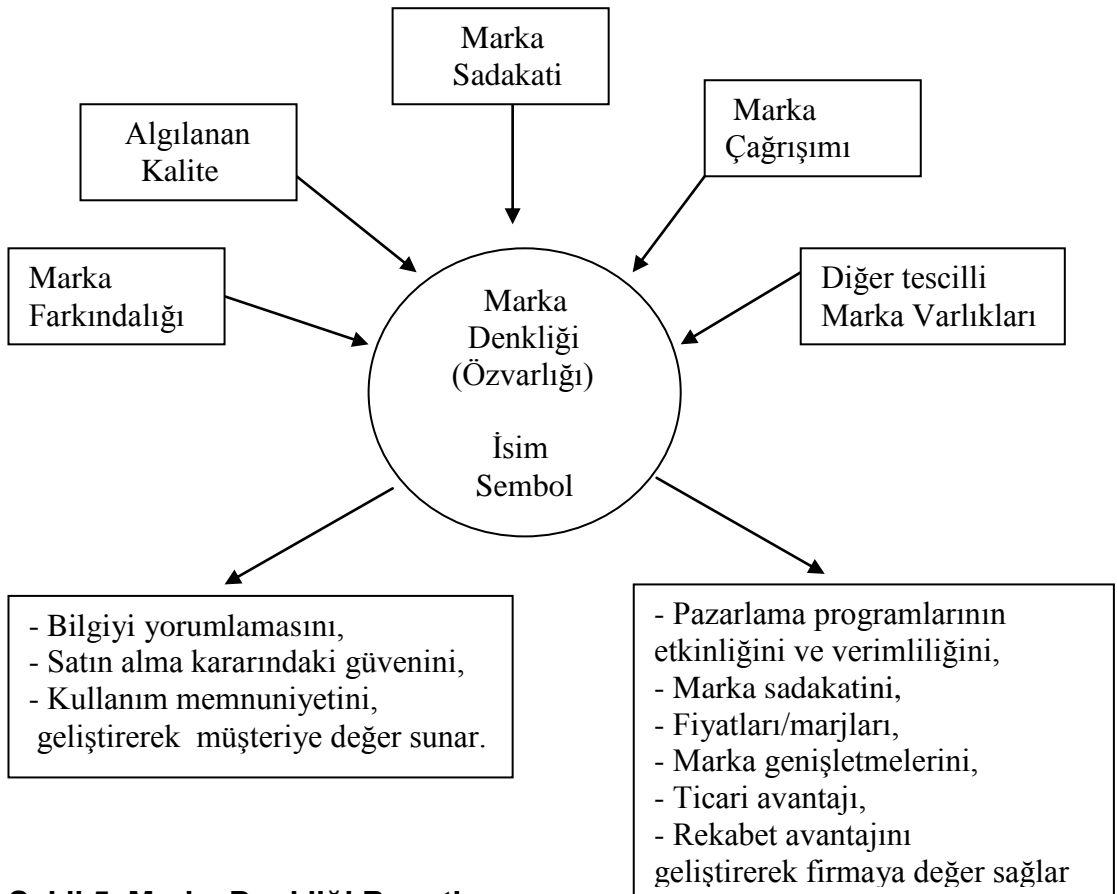 Marka
Sadakati
Algılanan
Kalite
Marka
Çağrışımı
Marka
Farkındalığı
Marka
Denkliği
(Özvarlığı)
İsim
Sembol
Diğer tescilli
Marka Varlıkları
- Bilgiyi yorumlamasını,
- Satın alma kararındaki güvenini,
- Kullanım memnuniyetini,
geliştirerek müşteriye değer sunar.
- Pazarlama programlarının
etkinliğini ve verimliliğini,
- Marka sadakatini,
- Fiyatları/marjları,
- Marka genişletmelerini,
- Ticari avantajı,
- Rekabet avantajını
geliştirerek firmaya değer sağlar